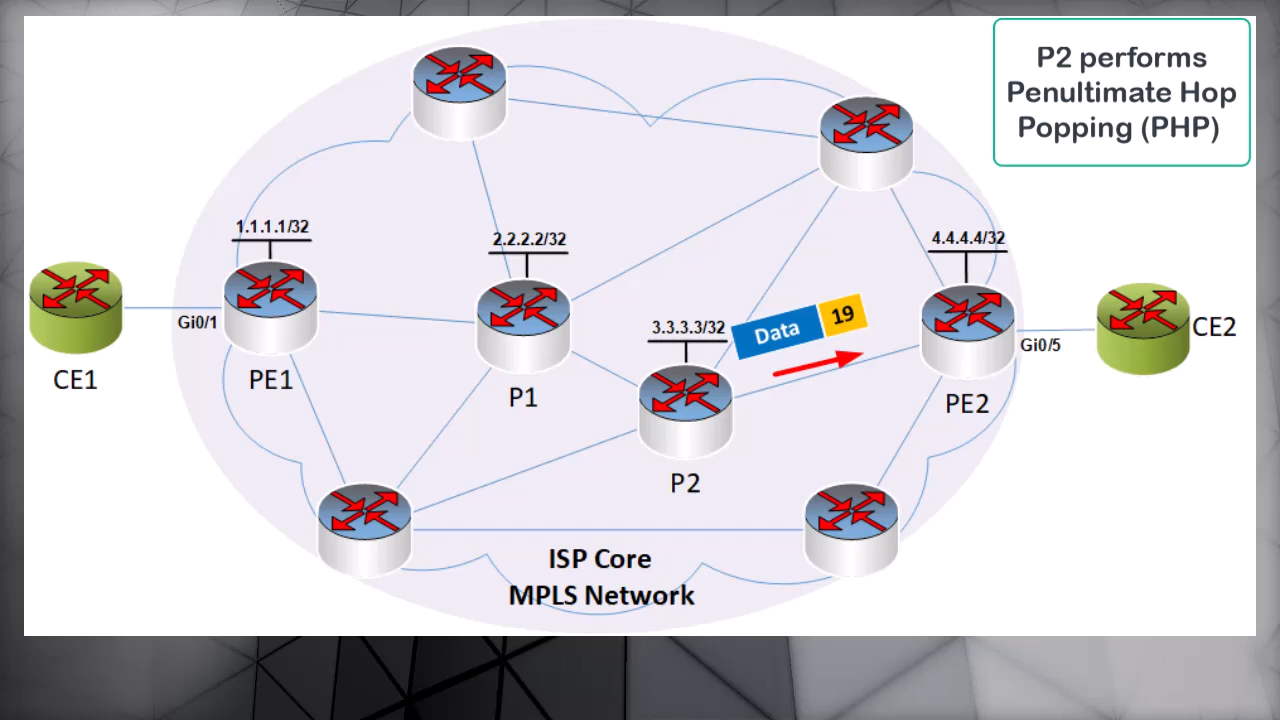 P2 performs
Penultimate Hop
Popping (PHP)
1.1.1.1/32
2.2.2.2/32
4.4.4.4/32
Gi0/1
3.3.3.3/32
Data
19
Gi0/5
CE2
CE1
PE1
P1
PE2
P2
ISP Core
MPLS Network